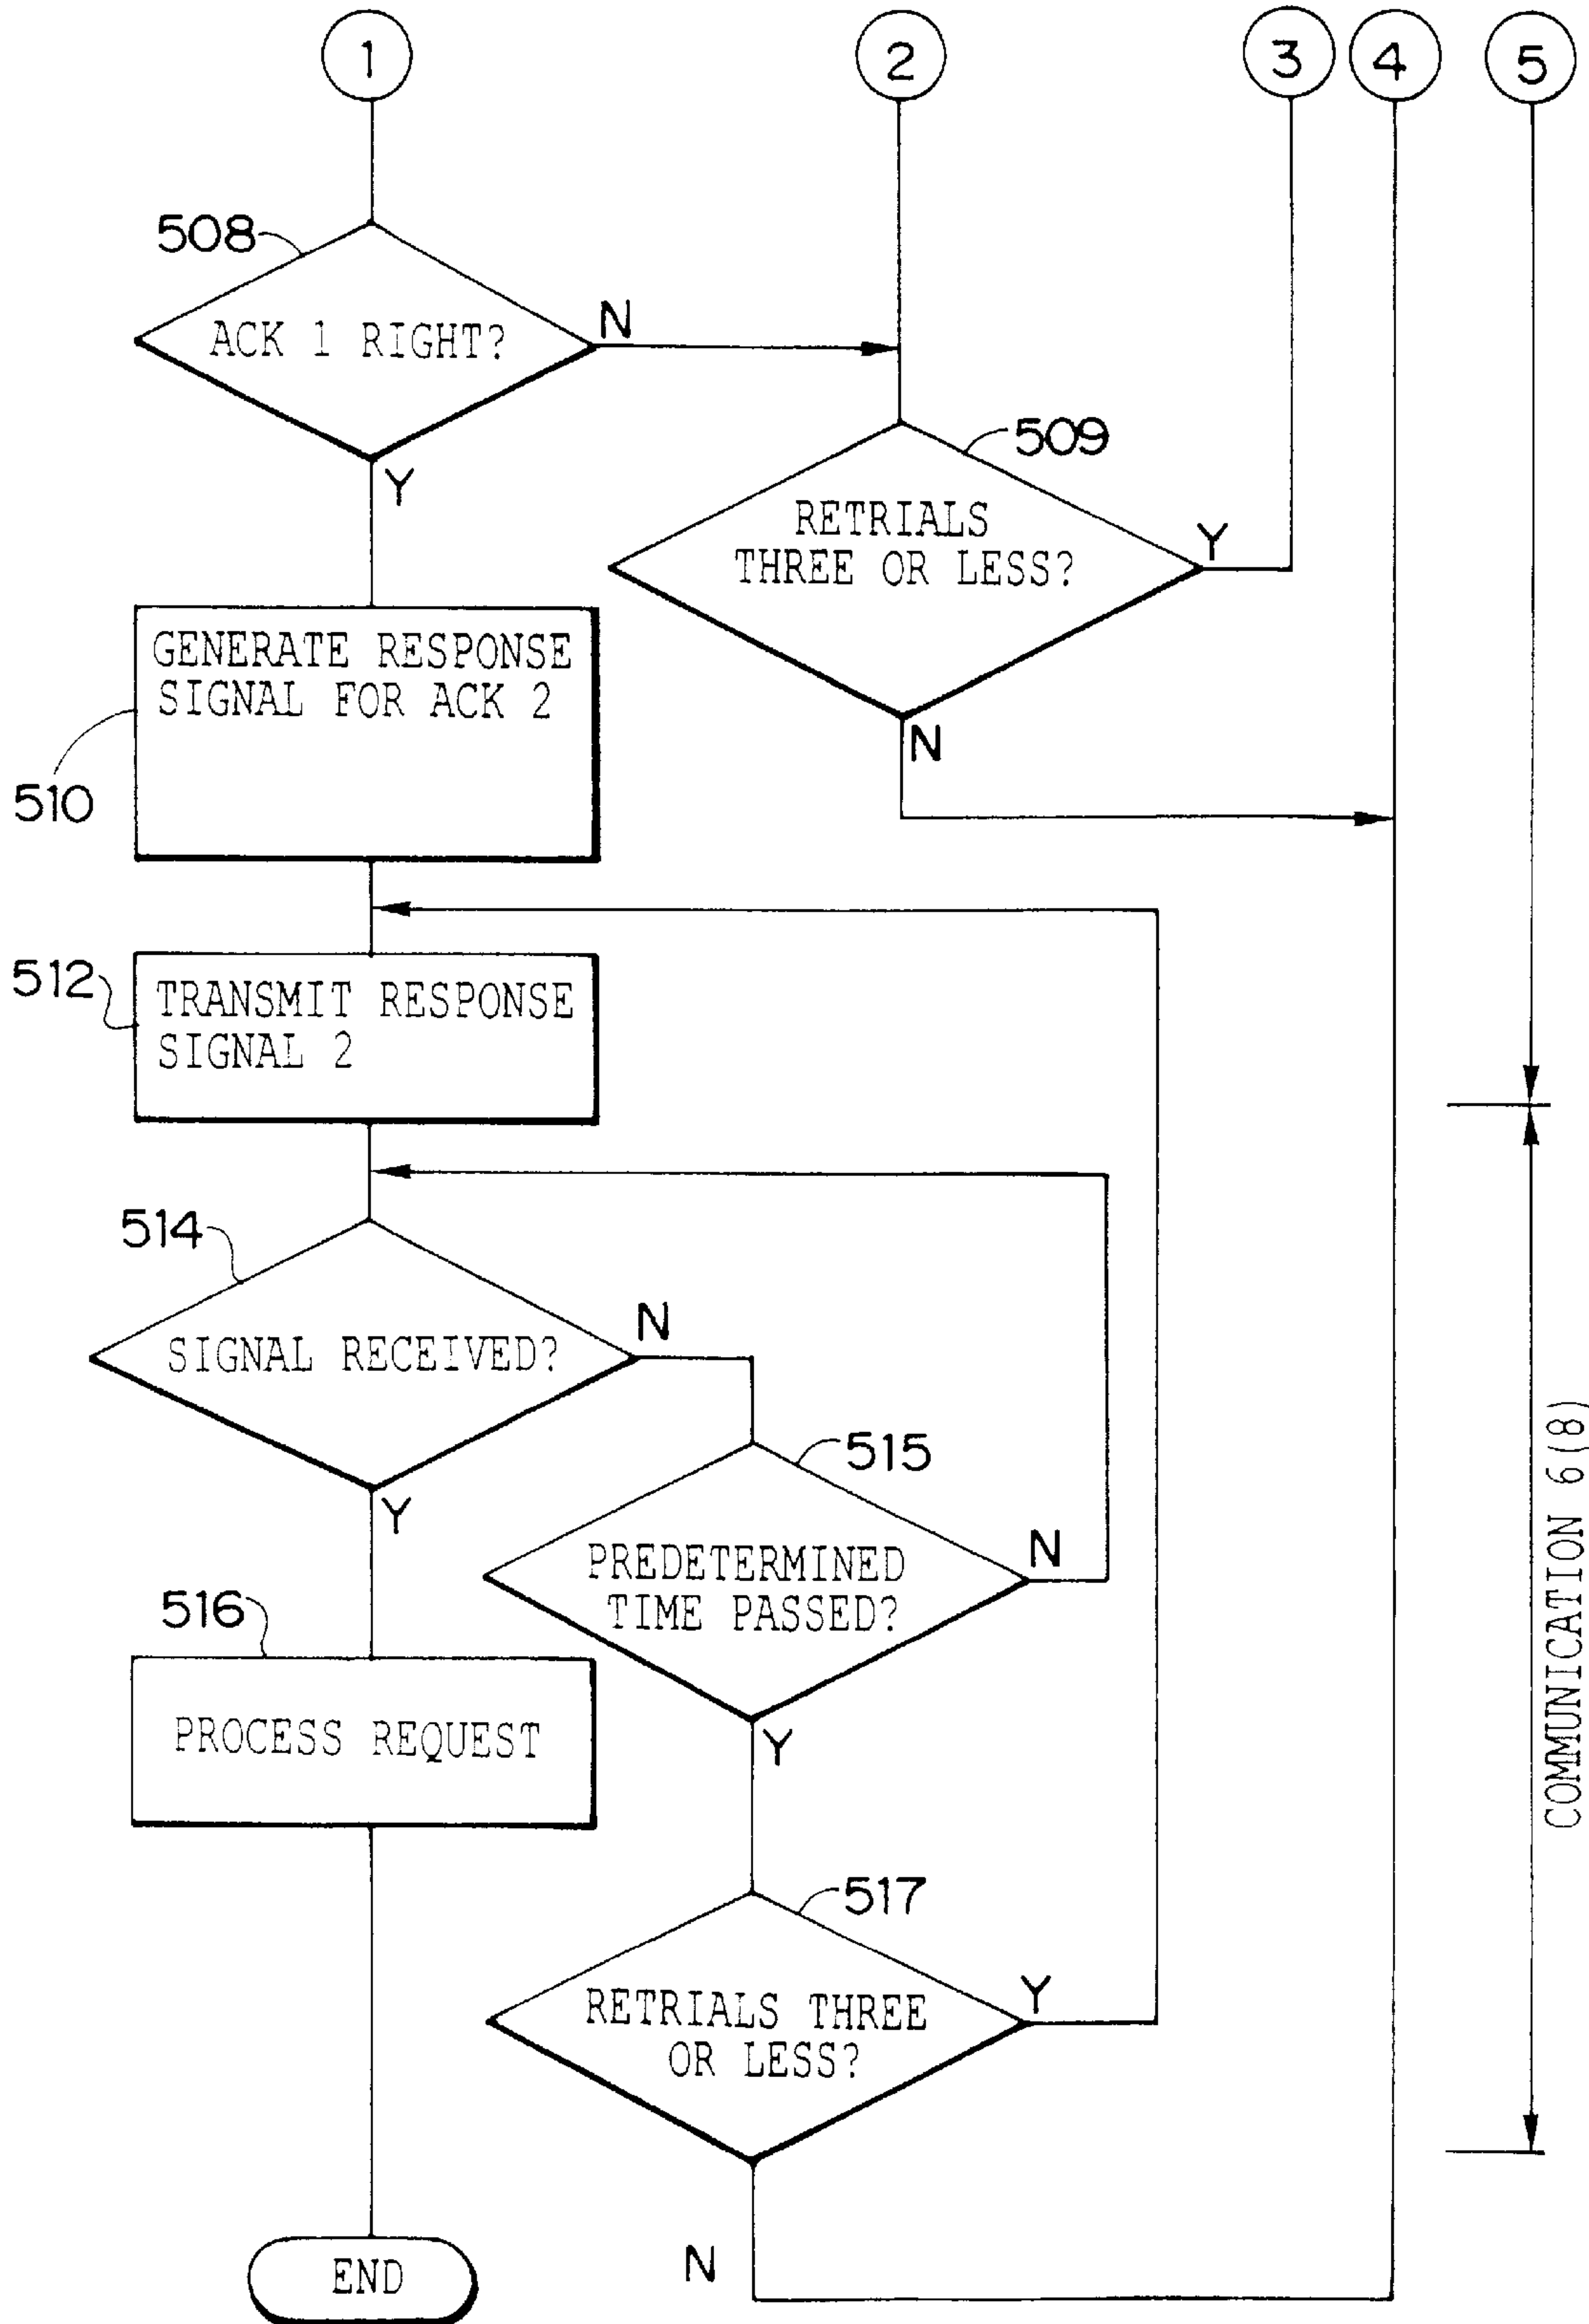 1
2
3
4
5
508
ACK 1 RIGHT?
N
Y
509
RETRIALS
THREE OR LESS?
Y
N
GENERATE RESPONSE
SIGNAL FOR ACK 2
510
512
TRANSMIT RESPONSE
SIGNAL 2
514
SIGNAL RECEIVED?
N
Y
515
PREDETERMINED
TIME PASSED?
N
Y
516
PROCESS REQUEST
517
RETRIALS THREE
OR LESS?
Y
N
END
COMMUNICATION 6(8)